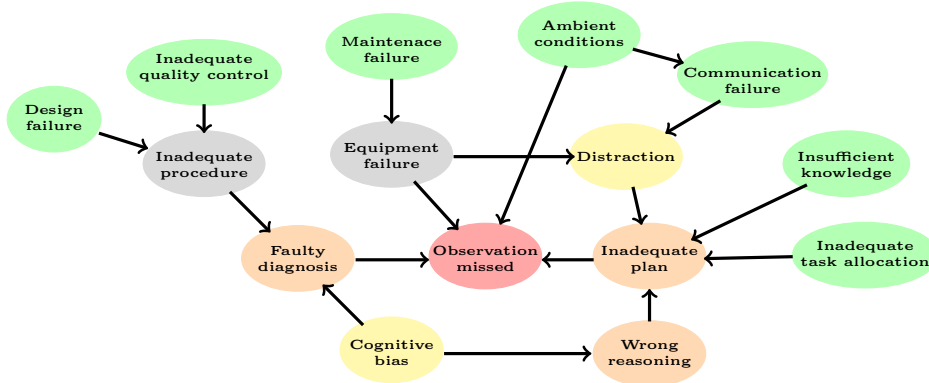 Ambient
conditions
Maintenace
failure
Inadequate
quality control
Communication
failure
Design
failure
Inadequate
procedure
Equipment
failure
Distraction
Insufficient
knowledge
Faulty
diagnosis
Observation
missed
Inadequate
plan
Inadequate
task allocation
Cognitive
bias
Wrong
reasoning